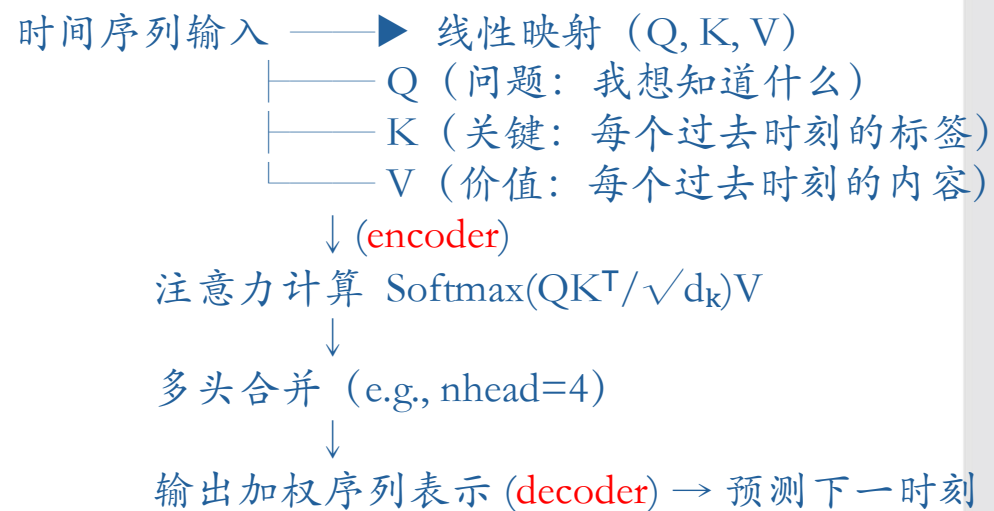 时间序列输入 ———▶ 线性映射（Q, K, V）
├——— Q（问题：我想知道什么）
├——— K（关键：每个过去时刻的标签）
└——— V（价值：每个过去时刻的内容）
↓ (encoder)
注意力计算 Softmax(QKᵀ/√dₖ)V
↓
多头合并（e.g., nhead=4）
↓
输出加权序列表示 (decoder) → 预测下一时刻